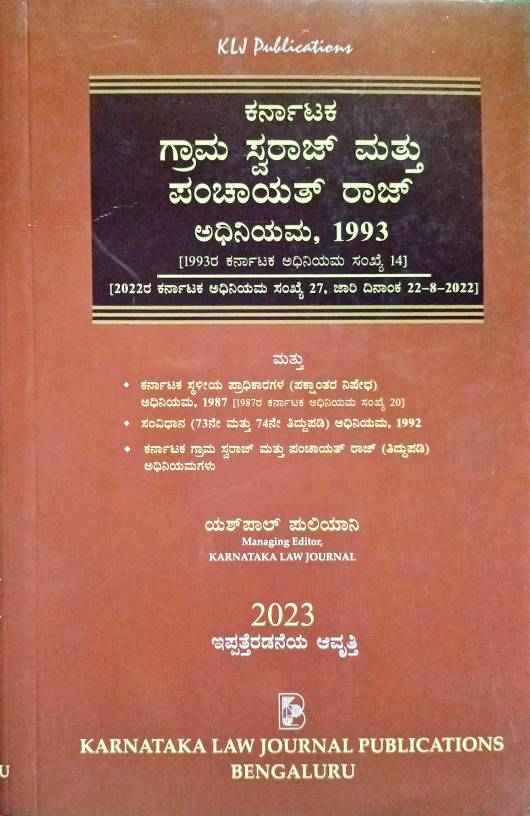 KLJ Publications
ಕರ್ನಾಟಕ
ಗ್ರಾಮ ಸ್ವರಾಜ್ ಮತ್ತು
ಪಂಚಾಯತ್ ರಾಜ್
ಅಧಿನಿಯಮ, 1993
[1993ರ ಕರ್ನಾಟಕ ಅಧಿನಿಯಮ ಸಂಖ್ಯೆ 14]
[2022ರ ಕರ್ನಾಟಕ ಅಧಿನಿಯಮ ಸಂಖ್ಯೆ 27, ಜಾರಿ ದಿನಾಂಕ 22-8-2022]
ಮತ್ತು
◆ ಕರ್ನಾಟಕ ಸ್ಥಳೀಯ ಪ್ರಾಧಿಕಾರಗಳ (ಪಕ್ಷಾಂತರ ನಿಷೇಧ)
ಅಧಿನಿಯಮ, 1987 [1987ರ ಕರ್ನಾಟಕ ಅಧಿನಿಯಮ ಸಂಖ್ಯೆ 20]
◆ ಸಂವಿಧಾನ (73ನೇ ಮತ್ತು 74ನೇ ತಿದ್ದುಪಡಿ) ಅಧಿನಿಯಮ, 1992
◆ ಕರ್ನಾಟಕ ಗ್ರಾಮ ಸ್ವರಾಜ್ ಮತ್ತು ಪಂಚಾಯತ್ ರಾಜ್ (ತಿದ್ದುಪಡಿ)
ಅಧಿನಿಯಮಗಳು
ಯಶ್‌ಪಾಲ್ ಪುಲಿಯಾನಿ
Managing Editor,
KARNATAKA LAW JOURNAL
2023
ಇಪ್ಪತ್ತೆರಡನೆಯ ಆವೃತ್ತಿ
KARNATAKA LAW JOURNAL PUBLICATIONS
BENGALURU
U